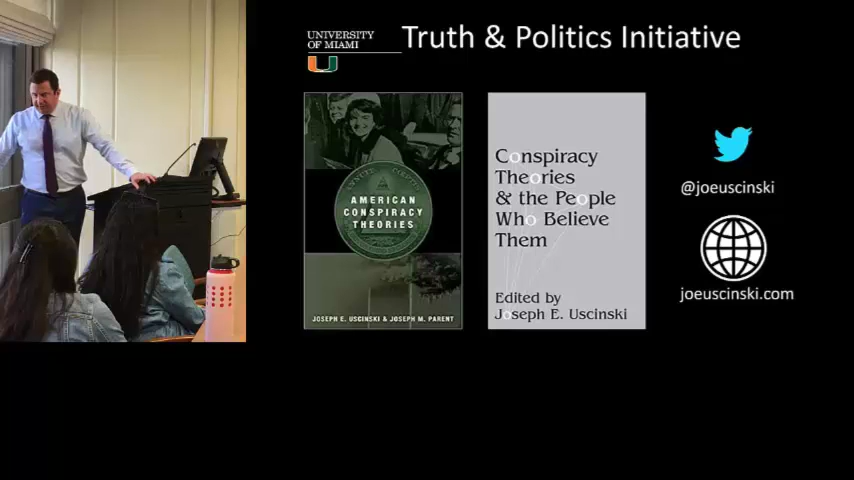 UNIVERSITY
OF MIAMI
Truth & Politics Initiative
AMERICAN
CONSPIRACY
THEORIES
JOSEPH E. USCINSKI & JOSEPH M. PARENT
Conspiracy
Theories
& the People
Who Believe
Them
Edited by
Joseph E. Uscinski
@joeuscinski
joeuscinski.com